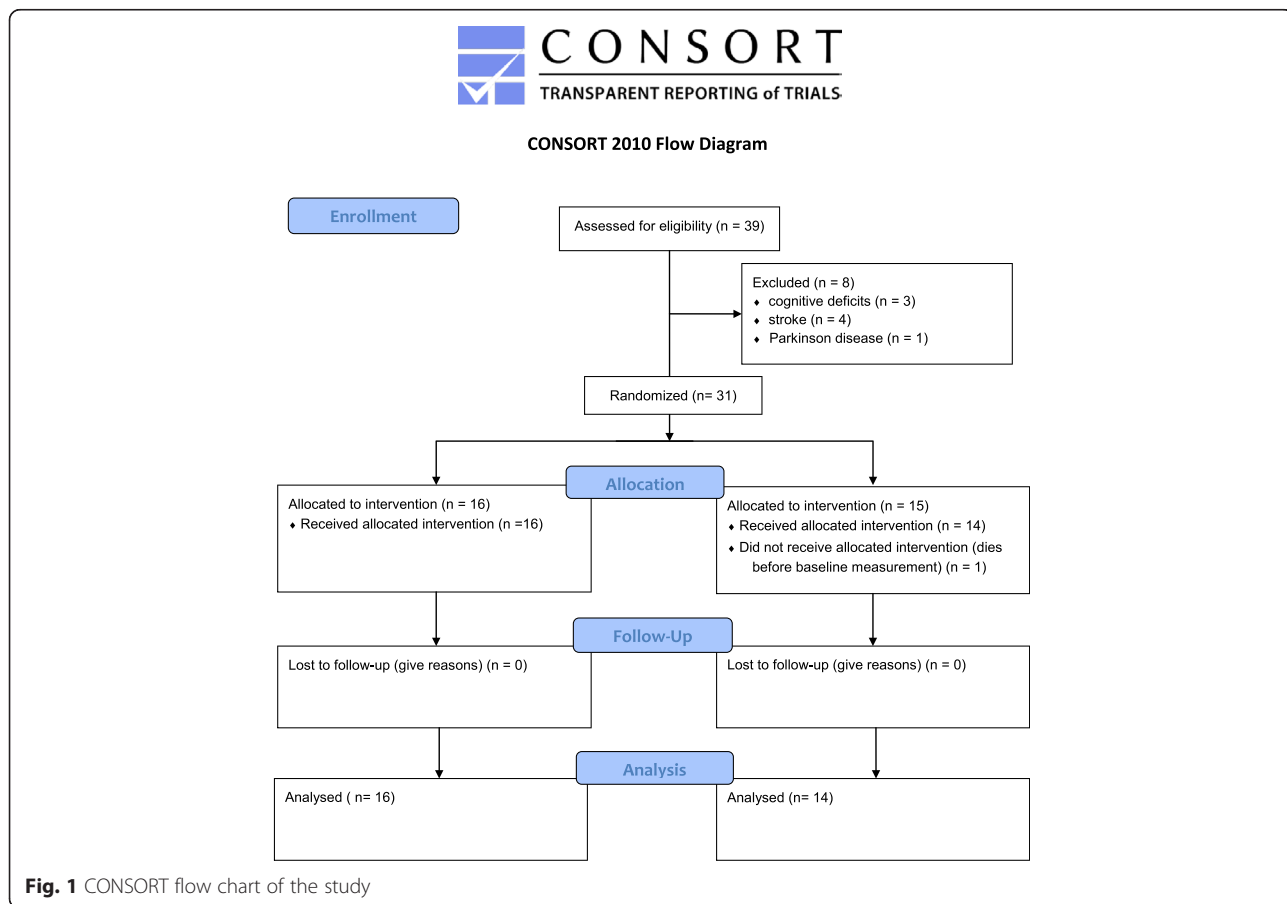 CONSORT
TRANSPARENT REPORTING of TRIALS
CONSORT 2010 Flow Diagram
Enrollment
Assessed for eligibility (n = 39)
Excluded (n = 8)
♦ cognitive deficits (n = 3)
♦ stroke (n = 4)
♦ Parkinson disease (n = 1)
Randomized (n= 31)
Allocation
Allocated to intervention (n = 16)
♦ Received allocated intervention (n =16)
Allocated to intervention (n = 15)
♦ Received allocated intervention (n = 14)
♦ Did not receive allocated intervention (dies
before baseline measurement) (n = 1)
Follow-Up
Lost to follow-up (give reasons) (n = 0)
Lost to follow-up (give reasons) (n = 0)
Analysis
Analysed ( n= 16)
Analysed (n= 14)
Fig. 1 CONSORT flow chart of the study